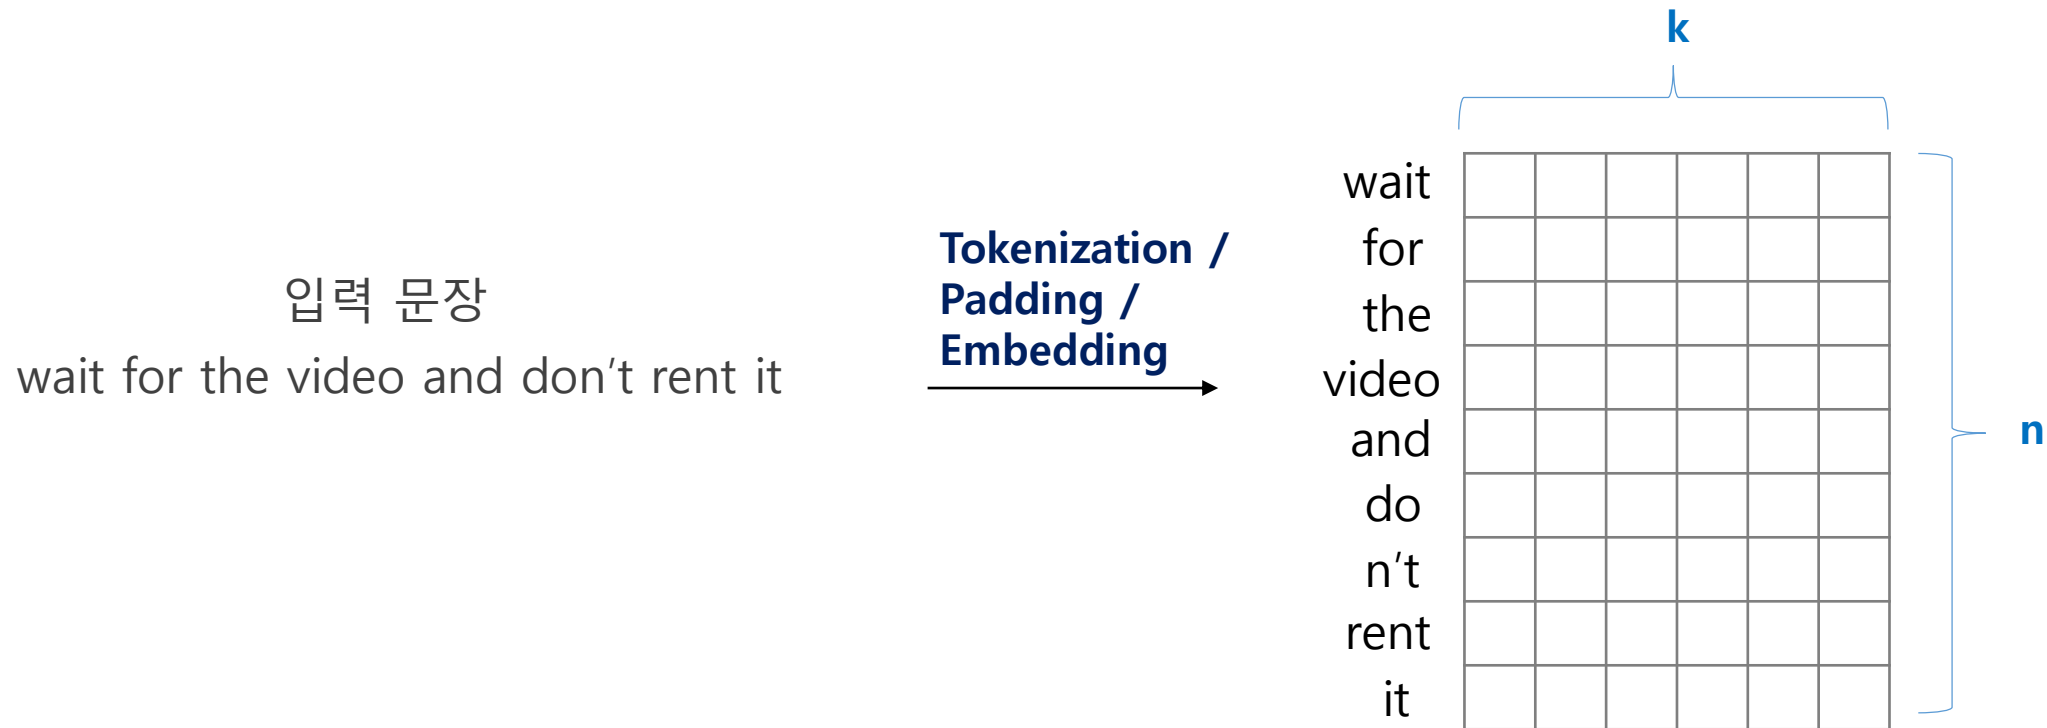 k
입력 문장
wait for the video and don’t rent it
Tokenization /
Padding /
Embedding
wait
for
the
video
and
do
n’t
rent
it
n